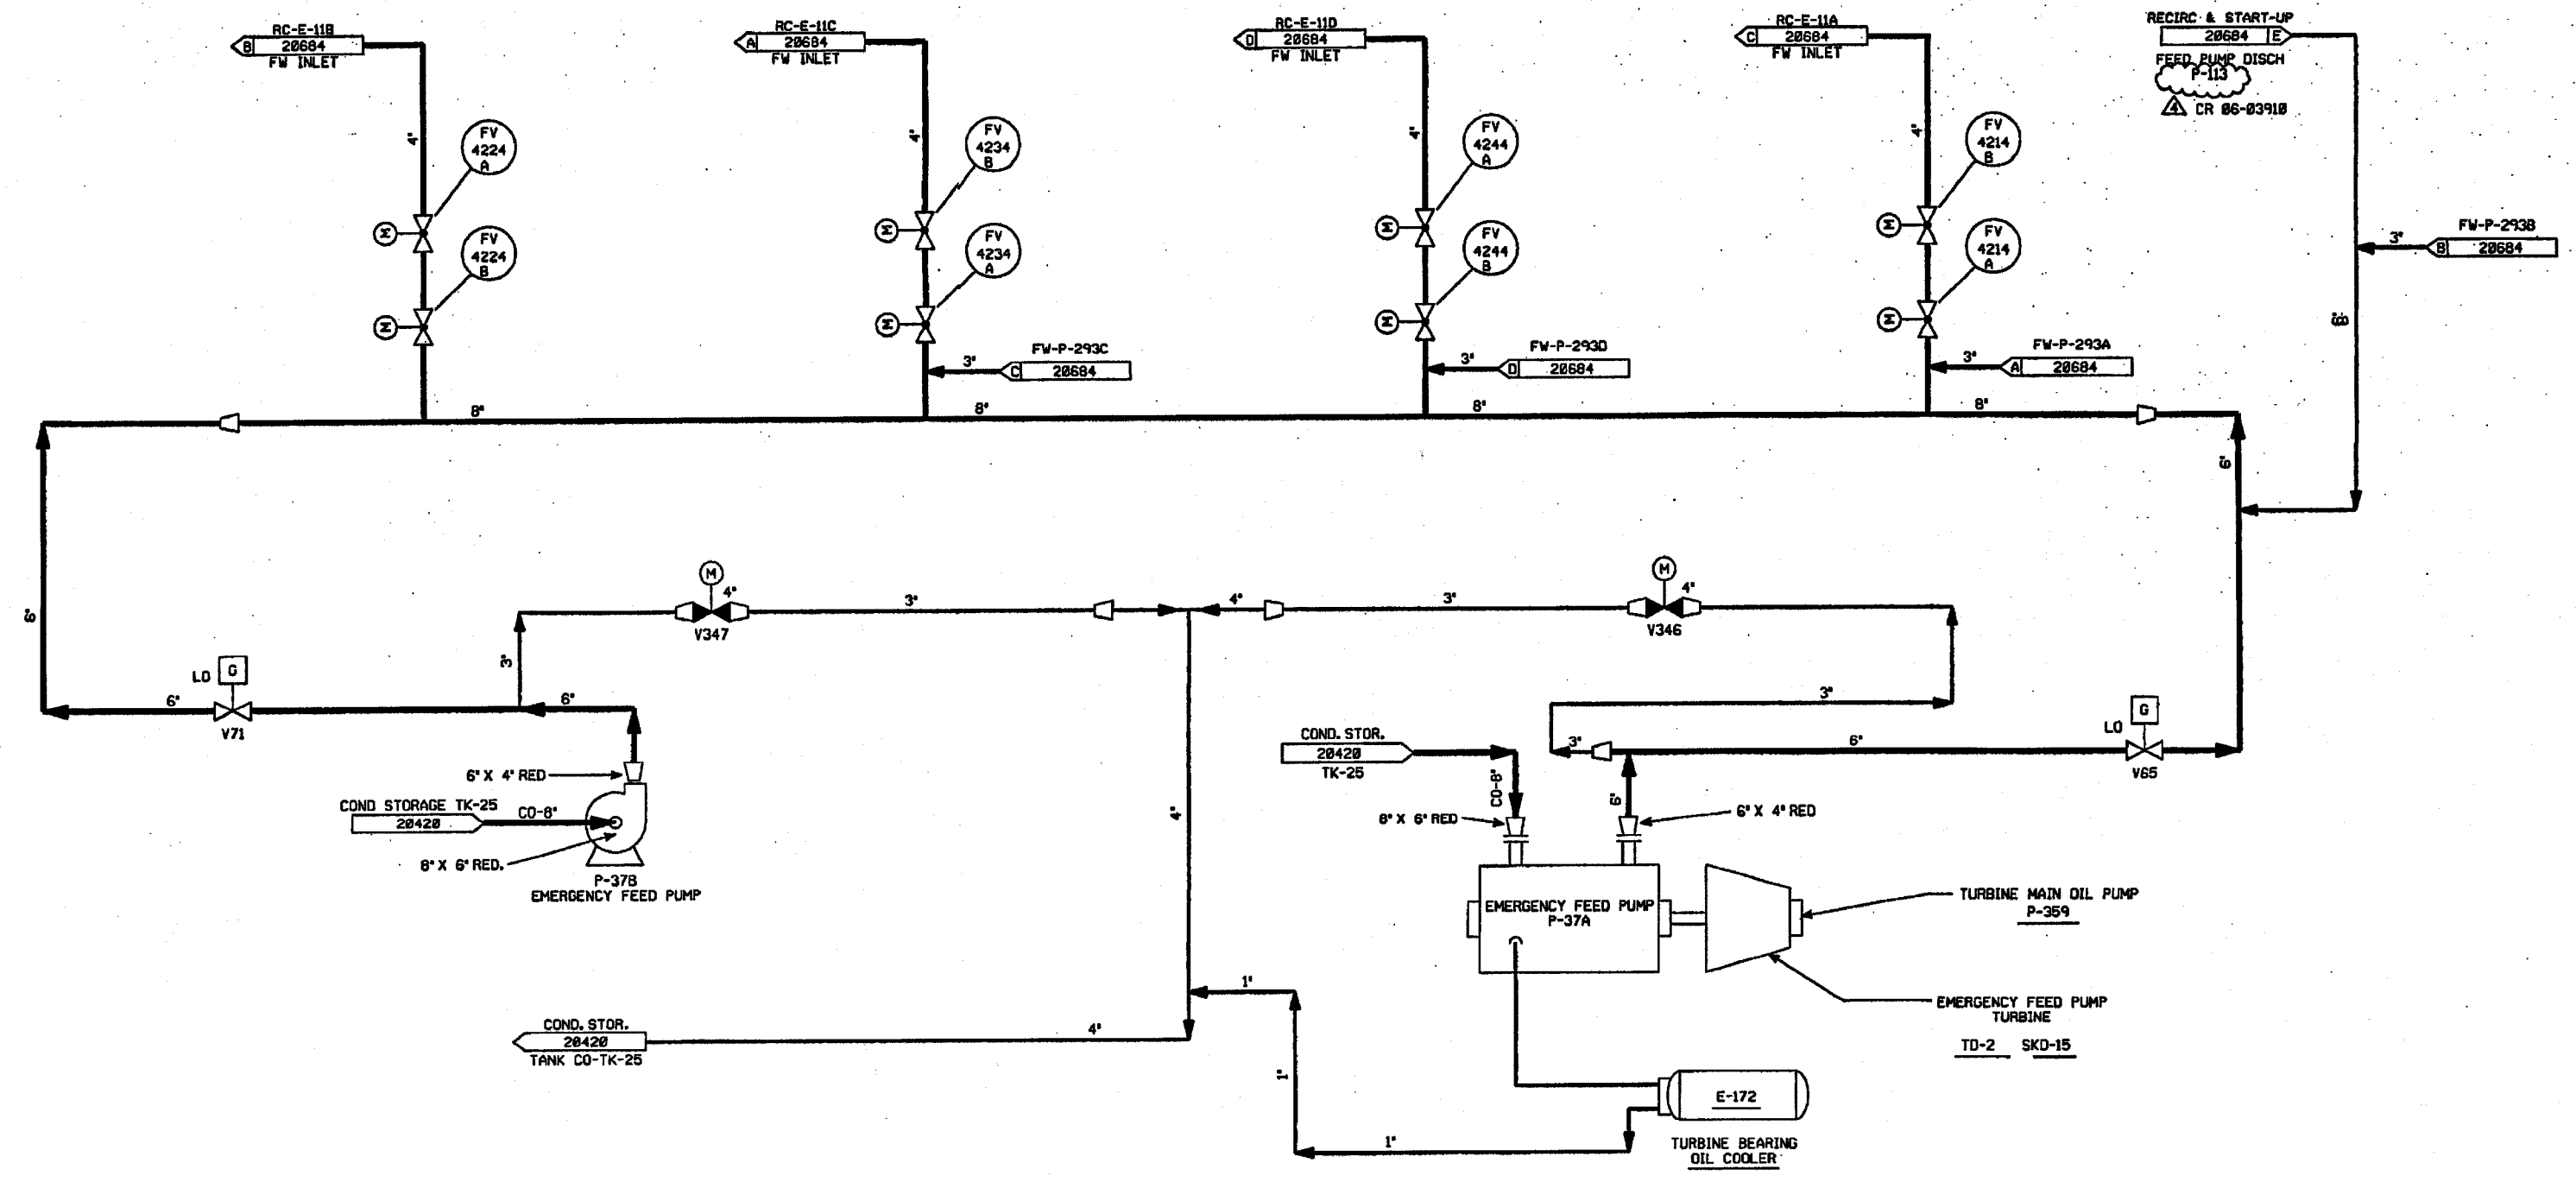 RC-E-11B
B 20684
FW INLET
RC-E-11C
A 20684
FW INLET
RC-E-11D
D 20684
FW INLET
RC-E-11A
C 20684
FW INLET
RECIRC & START-UP
20684 E
FEED PUMP DISCH
P-113
4 CR 06-03910
4"
FV
4224
A
4"
FV
4234
B
4"
FV
4244
A
4"
FV
4214
B
M
M
M
M
FV
4224
B
FV
4234
A
FV
4244
B
FV
4214
A
FW-P-293B
3"
B 20684
M
M
M
M
6"
FW-P-293C
3"
C 20684
FW-P-293D
3"
D 20684
FW-P-293A
3"
A 20684
8"
8"
8"
8"
6"
6"
M
4"
V347
3"
4"
3"
M
4"
V346
3"
LO
G
6"
V71
6"
3"
COND. STOR.
20420
TK-25
3"
6"
LO
G
V65
6" X 4" RED
COND STORAGE TK-25
20420
CO-8"
8" X 6" RED.
P-37B
EMERGENCY FEED PUMP
4"
CO-8"
8" X 6" RED
6"
6" X 4" RED
EMERGENCY FEED PUMP
P-37A
TURBINE MAIN OIL PUMP
P-359
EMERGENCY FEED PUMP
TURBINE
TD-2 SKD-15
1"
COND. STOR.
20420
TANK CO-TK-25
4"
1"
E-172
1"
TURBINE BEARING
OIL COOLER